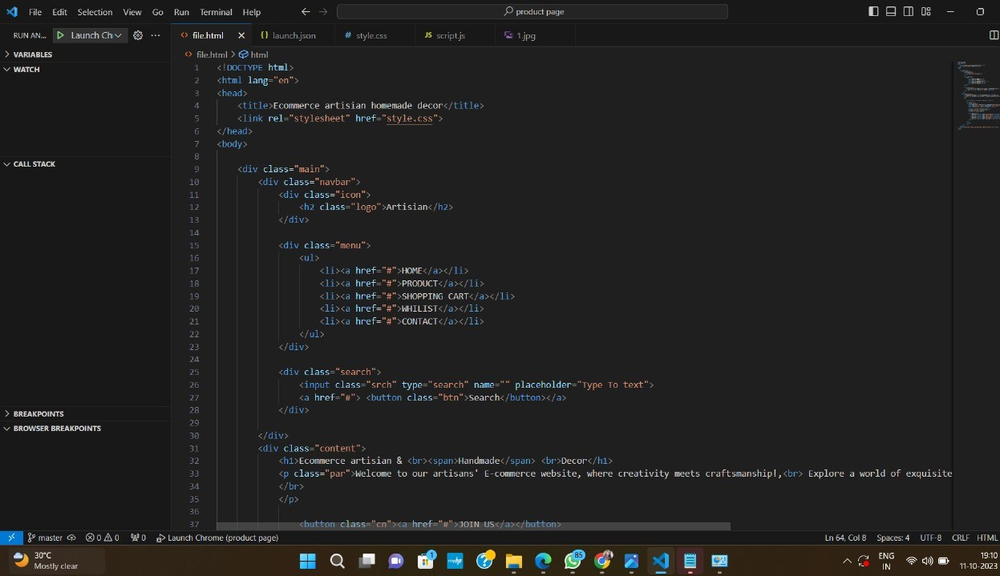 File Edit Selection View Go Run Terminal Help product page
RUN AN... Launch Ch file.html launch.json style.css script.js 1.jpg
VARIABLES
WATCH
CALL STACK
BREAKPOINTS
BROWSER BREAKPOINTS
file.html > html
1 <!DOCTYPE html>
2 <html lang="en">
3 <head>
4 <title>Ecommerce artisian homemade decor</title>
5 <link rel="stylesheet" href="style.css">
6 </head>
7 <body>
8
9 <div class="main">
10 <div class="navbar">
11 <div class="icon">
12 <h2 class="logo">Artisian</h2>
13 </div>
14
15 <div class="menu">
16 <ul>
17 <li><a href="#">HOME</a></li>
18 <li><a href="#">PRODUCT</a></li>
19 <li><a href="#">SHOPPING CART</a></li>
20 <li><a href="#">WHILIST</a></li>
21 <li><a href="#">CONTACT</a></li>
22 </ul>
23 </div>
24
25 <div class="search">
26 <input class="srch" type="search" name="" placeholder="Type To text">
27 <a href="#"> <button class="btn">Search</button></a>
28 </div>
29
30 </div>
31 <div class="content">
32 <h1>Ecommerce artisian & <br><span>Handmade</span> <br>Decor</h1>
33 <p class="par">Welcome to our artisans' E-commerce website, where creativity meets craftsmanship!,<br> Explore a world of exquisite
34 </br>
35 </p>
36
37 <button class="cn"><a href="#">JOIN US</a></button>
master 0 0 0 Launch Chrome (product page) Ln 64, Col 8 Spaces: 4 UTF-8 CRLF HTML
30°C
Mostly clear
1
85
ENG
IN
19:10
11-10-2023